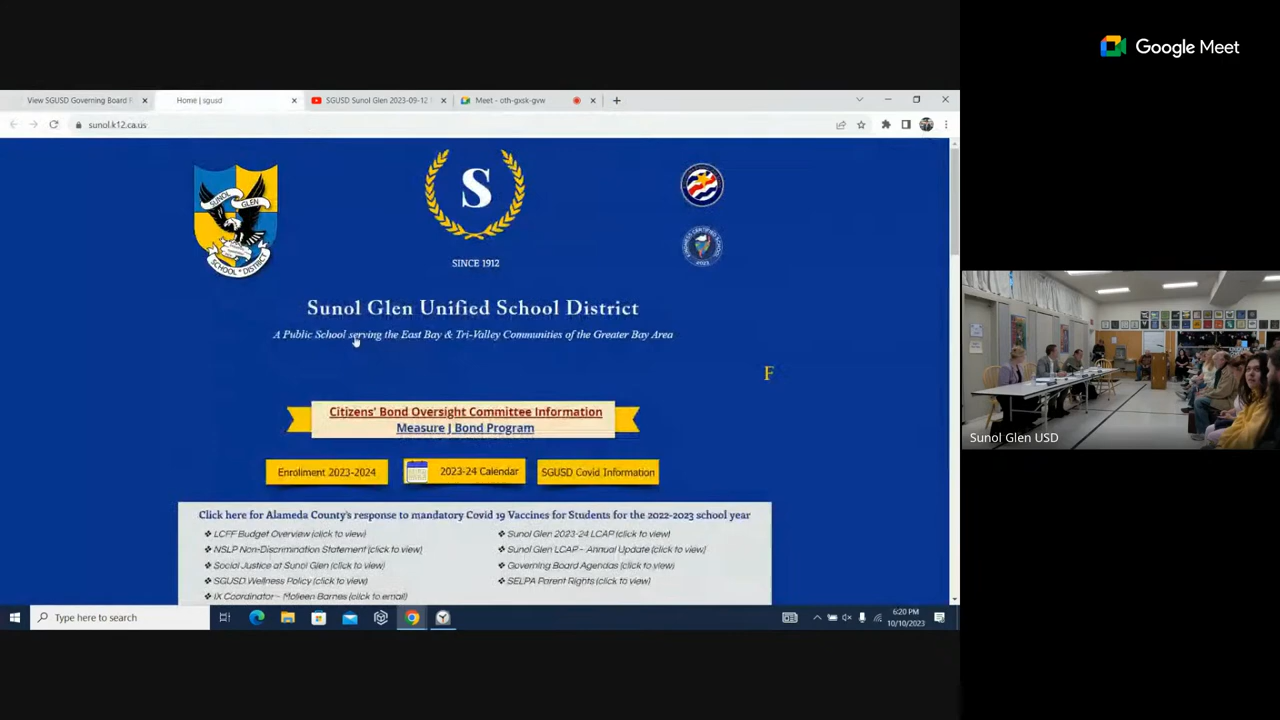 Google Meet
View SGUSD Governing Board
Home | sgusd
SGUSD Sunol Glen 2023-09-12
Meet - oth-gxsk-gvw
sunol.k12.ca.us
SUNOL GLEN
SCHOOL DISTRICT
S
SINCE 1912
Sunol Glen Unified School District
A Public School serving the East Bay & Tri-Valley Communities of the Greater Bay Area
F
Citizens' Bond Oversight Committee Information
Measure J Bond Program
Enrollment 2023-2024
2023-24 Calendar
SGUSD Covid Information
Click here for Alameda County's response to mandatory Covid 19 Vaccines for Students for the 2022-2023 school year
❖ LCFF Budget Overview (click to view)
❖ NSLP Non-Discrimination Statement (click to view)
❖ Social Justice at Sunol Glen (click to view)
❖ SGUSD Wellness Policy (click to view)
❖ IX Coordinator - Molleen Barnes (click to email)
❖ Sunol Glen 2023-24 LCAP (click to view)
❖ Sunol Glen LCAP - Annual Update (click to view)
❖ Governing Board Agendas (click to view)
❖ SELPA Parent Rights (click to view)
Sunol Glen USD
Type here to search
6:20 PM
10/10/2023